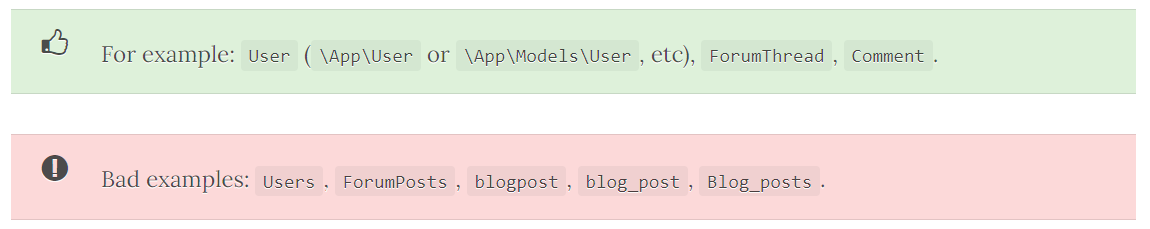 For example: User ( \App\User or \App\Models\User , etc), ForumThread , Comment .
Bad examples: Users . ForumPosts , blogpost , blog_post , Blog_posts .